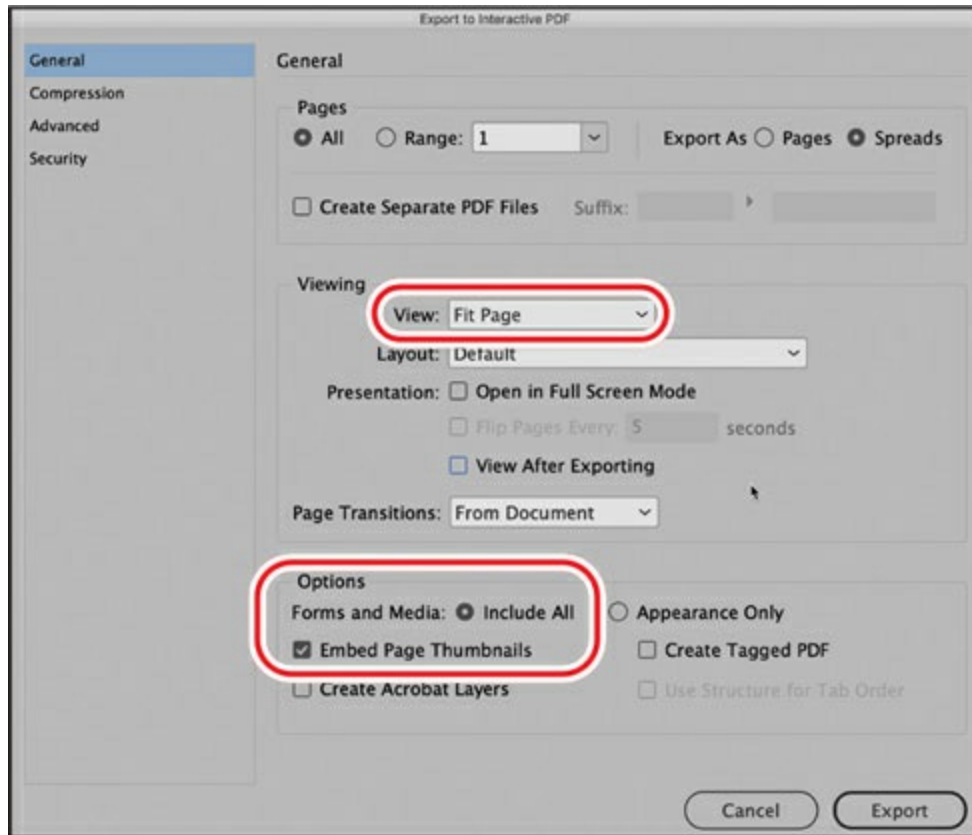 Export to Interactive PDF
General
Compression
Advanced
Security
General
Pages
All Range: 1 Export As Pages Spreads
Create Separate PDF Files Suffix:
Viewing
View: Fit Page
Layout: Default
Presentation: Open in Full Screen Mode
Flip Pages Every: 5 seconds
View After Exporting
Page Transitions: From Document
Options
Forms and Media: Include All Appearance Only
Embed Page Thumbnails Create Tagged PDF
Create Acrobat Layers Use Structure for Tab Order
Cancel Export